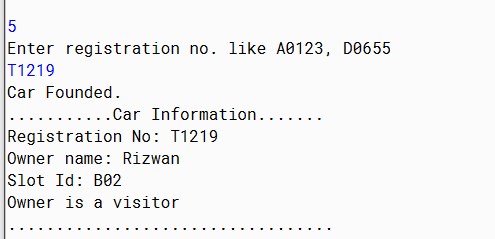 5
Enter registration no. like A0123, D0655
T1219
Car Founded.
...........Car Information.......
Registration No: T1219
Owner name: Rizwan
Slot Id: B02
Owner is a visitor
..................................